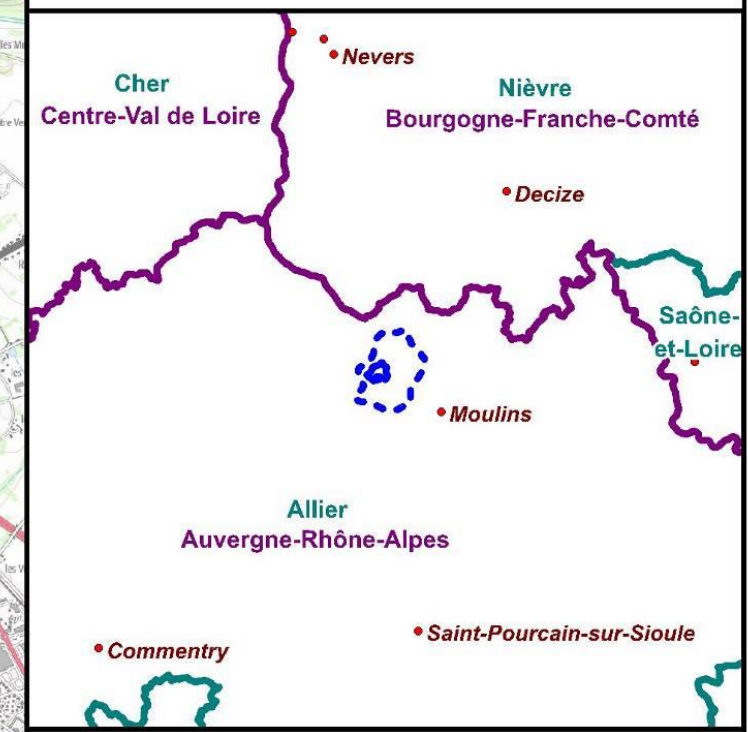 Nevers
Cher
Centre-Val de Loire
Nièvre
Bourgogne-Franche-Comté
Decize
Saône-
et-Loire
Moulins
Allier
Auvergne-Rhône-Alpes
Saint-Pourcain-sur-Sioule
Commentry